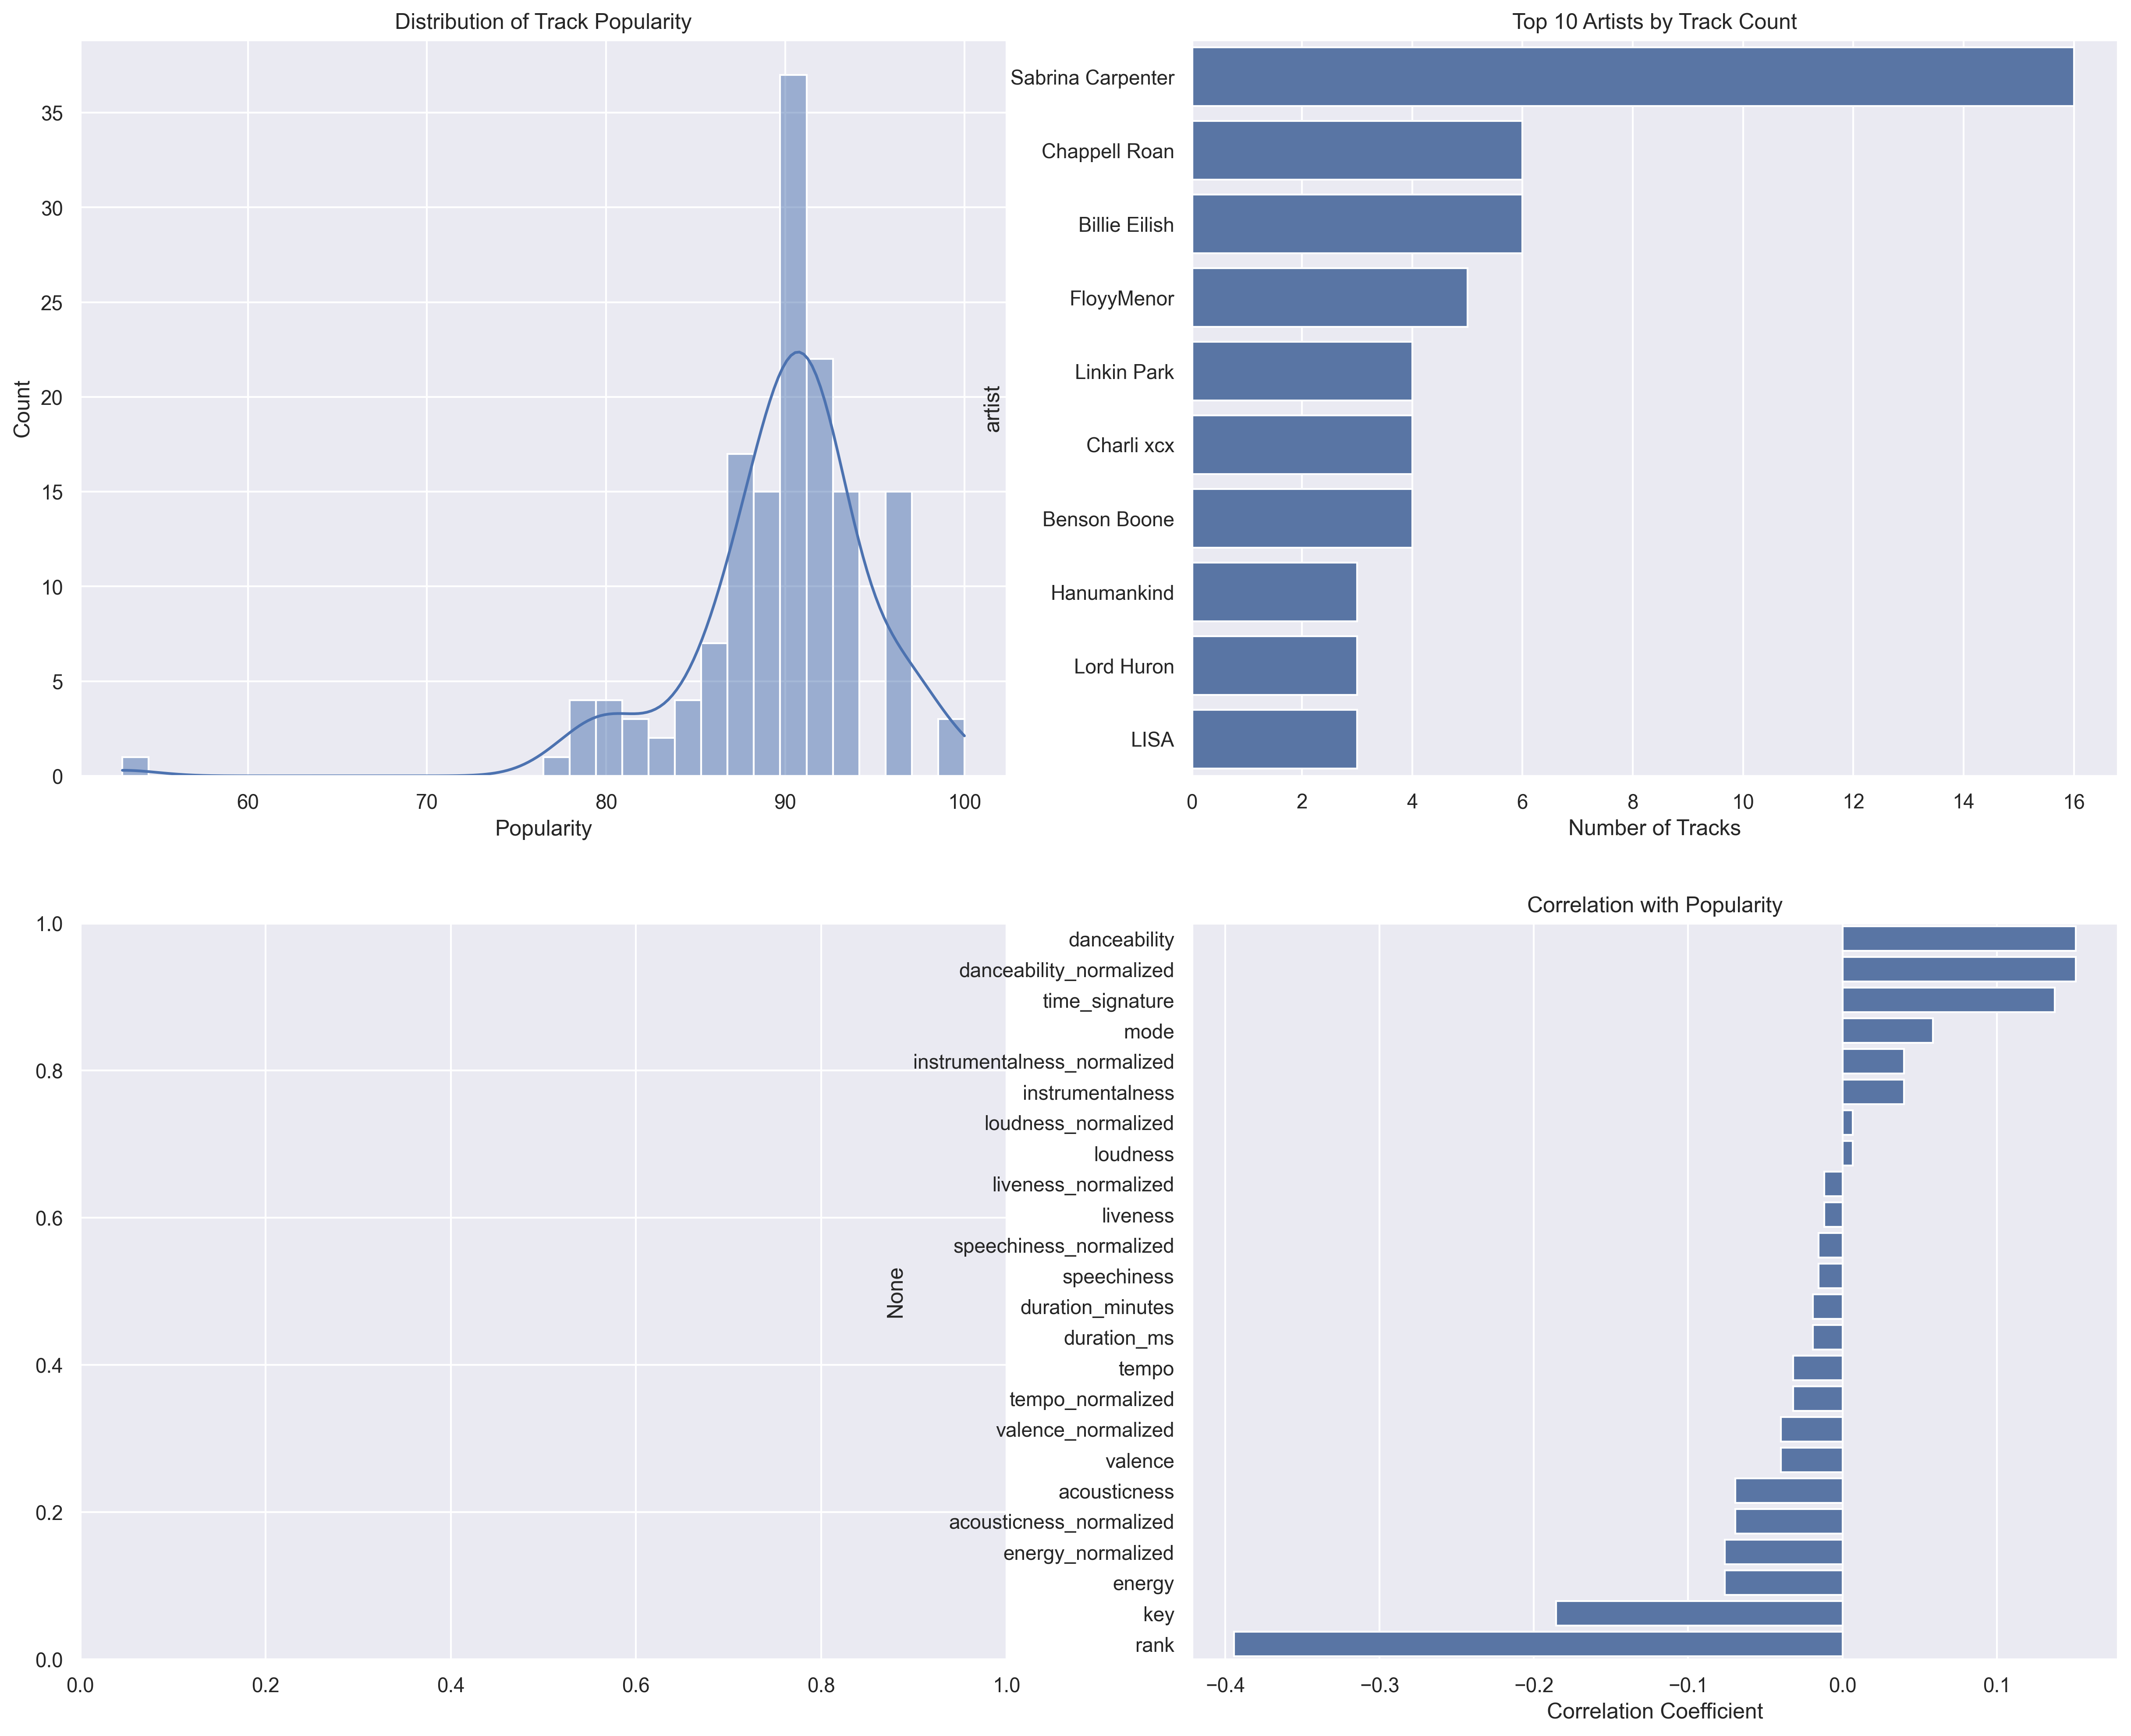 Distribution of Track Popularity
Count
35
30
25
20
15
10
5
0
60 70 80 90 100
Popularity
Top 10 Artists by Track Count
artist
Sabrina Carpenter
Chappell Roan
Billie Eilish
FloyyMenor
Linkin Park
Charli xcx
Benson Boone
Hanumankind
Lord Huron
LISA
0 2 4 6 8 10 12 14 16
Number of Tracks
1.0
0.8
0.6
0.4
0.2
0.0
0.0 0.2 0.4 0.6 0.8 1.0
Correlation with Popularity
None
danceability
danceability_normalized
time_signature
mode
instrumentalness_normalized
instrumentalness
loudness_normalized
loudness
liveness_normalized
liveness
speechiness_normalized
speechiness
duration_minutes
duration_ms
tempo
tempo_normalized
valence_normalized
valence
acousticness
acousticness_normalized
energy_normalized
energy
key
rank
−0.4 −0.3 −0.2 −0.1 0.0 0.1
Correlation Coefficient